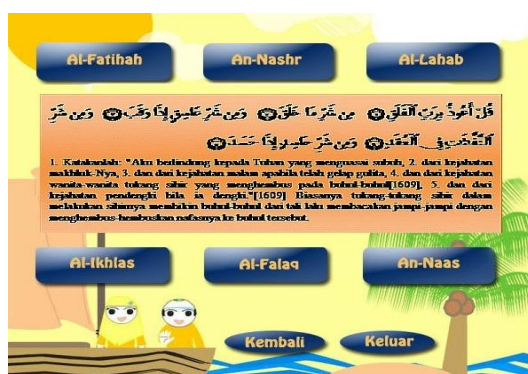 Al-Fatihah An-Nashr Al-Lahab
قُلْ أَعُوذُ بِرَبِّ الْفَلَقِ ۝ مِن شَرِّ مَا خَلَقَ ۝ وَمِن شَرِّ غَاسِقٍ إِذَا وَقَبَ ۝ وَمِن شَرِّ
النَّفَّاثَاتِ فِي الْعُقَدِ ۝ وَمِن شَرِّ حَاسِدٍ إِذَا حَسَدَ ۝
1. Katakanlah: "Aku berlindung kepada Tuhan yang menguasai subuh, 2. dari kejahatan
makhluk-Nya, 3. dan dari kejahatan malam apabila telah gelap gulita, 4. dan dari kejahatan
wanita-wanita tukang sihir yang menghembus pada buhul-buhul[1609], 5. dan dari
kejahatan pendengki bila ia dengki."[1609] Biasanya tukang-tukang sihir dalam
melakukan sihirnya membikin buhul-buhul dari tali lalu membacakan jampi-jampi dengan
menghembus-hembuskan nafasnya ke buhul tersebut.
Al-Ikhlas Al-Falaq An-Naas
Kembali Keluar